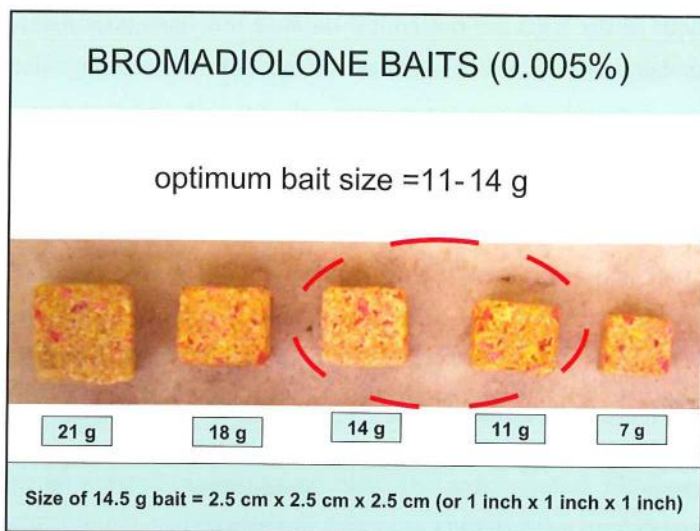 BROMADIOLONE BAITS (0.005%)
optimum bait size =11-14 g
21 g
18 g
14 g
11 g
7 g
Size of 14.5 g bait = 2.5 cm x 2.5 cm x 2.5 cm (or 1 inch x 1 inch x 1 inch)